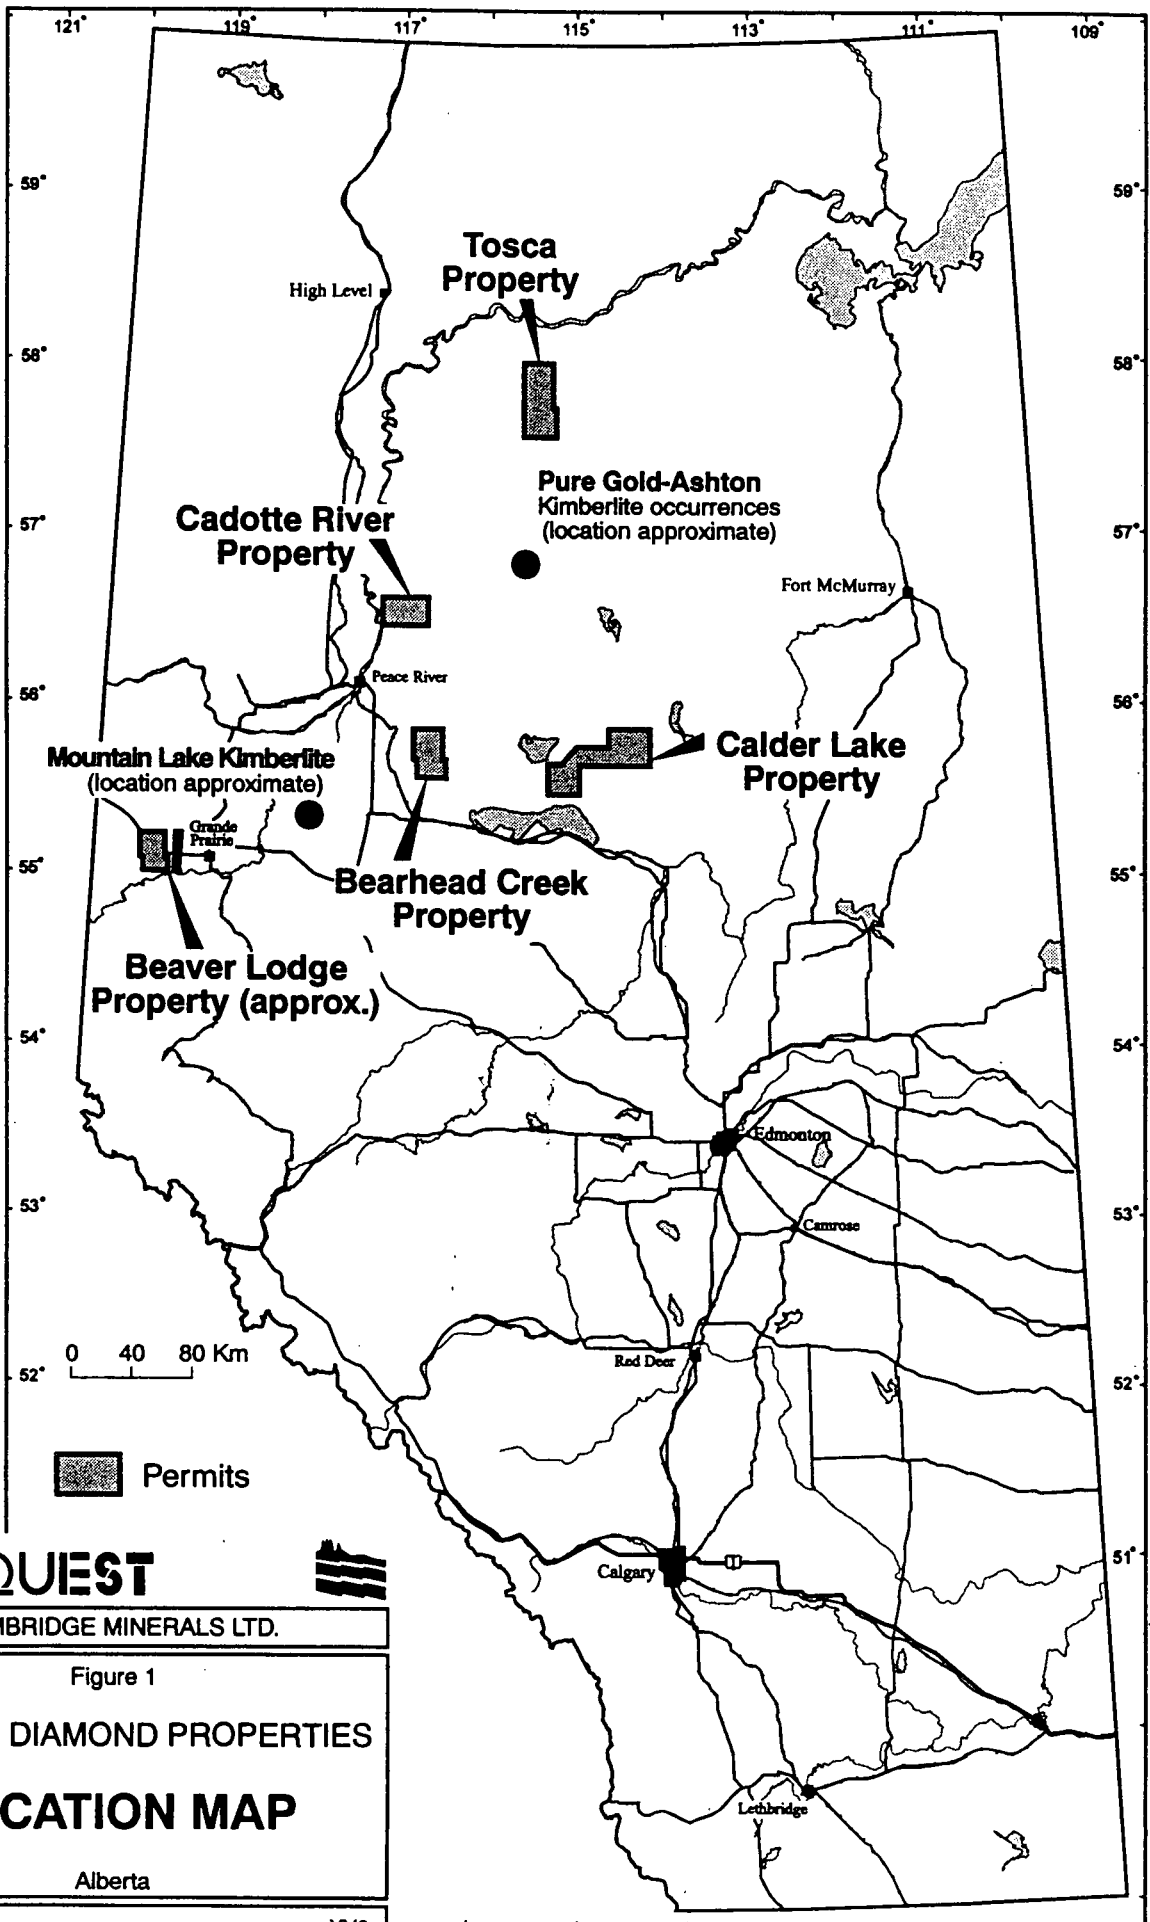 121°
119°
117°
115°
113°
111°
109°
59°
59°
Tosca
Property
High Level
58°
58°
Pure Gold-Ashton
Kimberlite occurrences
(location approximate)
57°
57°
Cadotte River
Property
Fort McMurray
Peace River
56°
56°
Mountain Lake Kimberlite
(location approximate)
Calder Lake
Property
Grande
Prairie
55°
55°
Bearhead Creek
Property
Beaver Lodge
Property (approx.)
54°
54°
Edmonton
53°
53°
Camrose
0 40 80 Km
Red Deer
52°
52°
Permits
51°
Calgary
1
QUEST
MBRIDGE MINERALS LTD.
Figure 1
DIAMOND PROPERTIES
CATION MAP
Lethbridge
Alberta